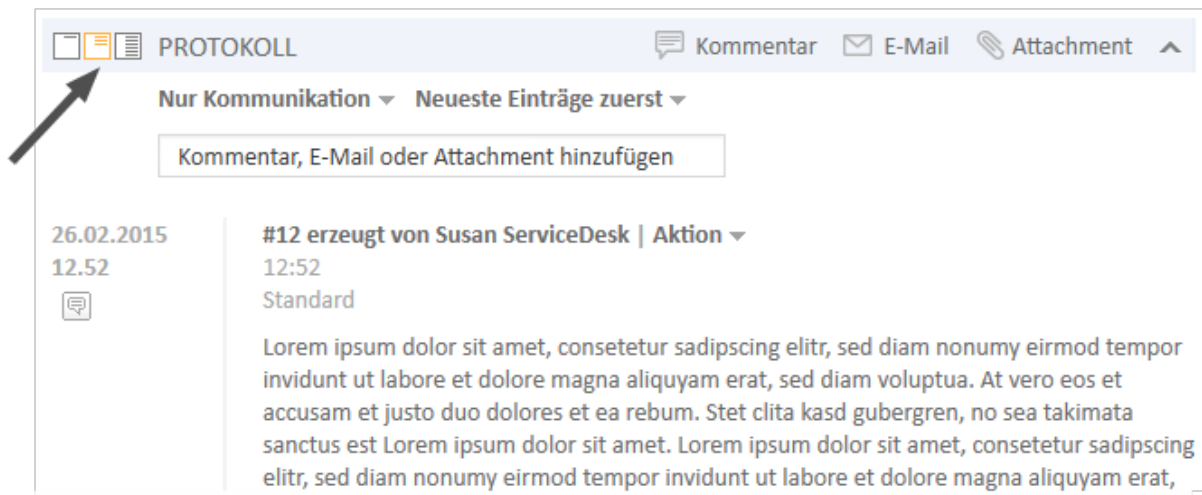 PROTOKOLL Kommentar E-Mail Attachment
Nur Kommunikation Neueste Einträge zuerst
Kommentar, E-Mail oder Attachment hinzufügen
26.02.2015 #12 erzeugt von Susan ServiceDesk | Aktion
12.52 12:52
Standard
Lorem ipsum dolor sit amet, consetetur sadipscing elitr, sed diam nonumy eirmod tempor
invidunt ut labore et dolore magna aliquyam erat, sed diam voluptua. At vero eos et
accusam et justo duo dolores et ea rebum. Stet clita kasd gubergren, no sea takimata
sanctus est Lorem ipsum dolor sit amet. Lorem ipsum dolor sit amet, consetetur sadipscing
elitr, sed diam nonumy eirmod tempor invidunt ut labore et dolore magna aliquyam erat,